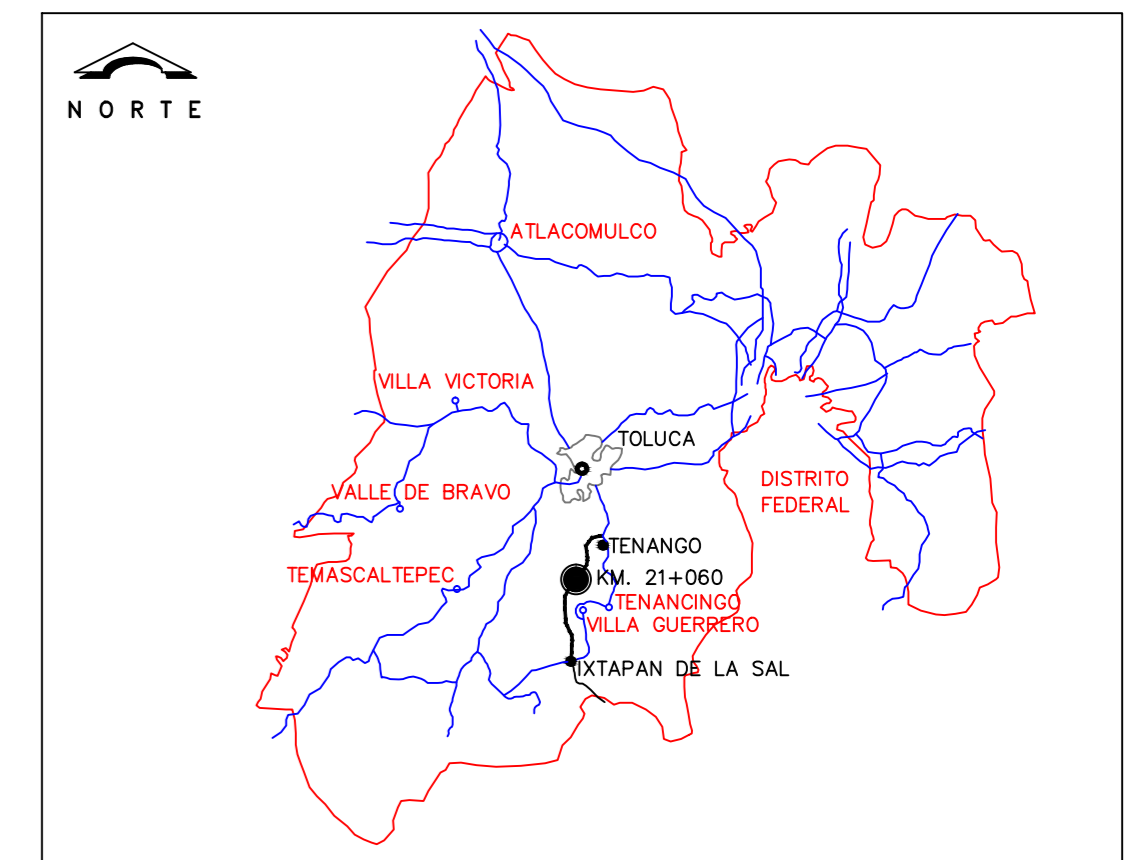 NORTE
ATLACOMULCO
VILLA VICTORIA
TOLUCA
DISTRITO
FEDERAL
VALLE DE BRAVO
TENANGO
TEMASCALTEPEC
KM. 21+060
TENANCINGO
VILLA GUERRERO
IXTAPAN DE LA SAL